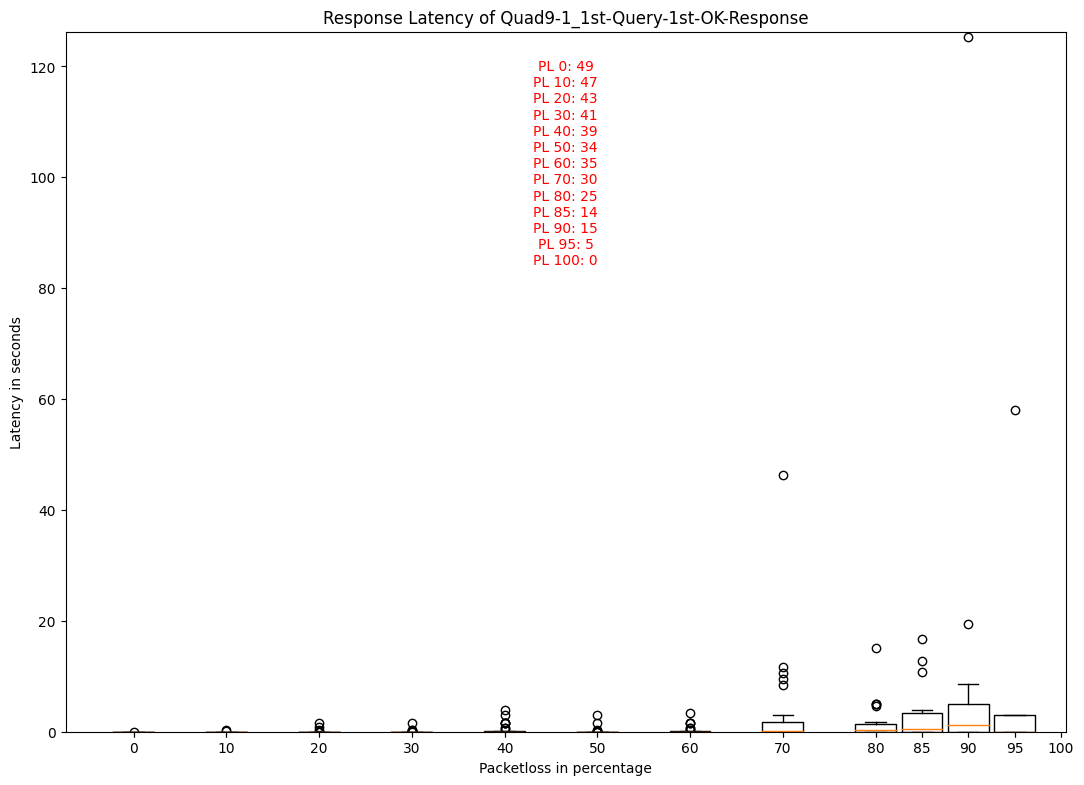 Response Latency of Quad9-1_1st-Query-1st-OK-Response
PL 0: 49
PL 10: 47
PL 20: 43
PL 30: 41
PL 40: 39
PL 50: 34
PL 60: 35
PL 70: 30
PL 80: 25
PL 85: 14
PL 90: 15
PL 95: 5
PL 100: 0
Latency in seconds
120
100
80
60
40
20
0
0 10 20 30 40 50 60 70 80 85 90 95 100
Packetloss in percentage